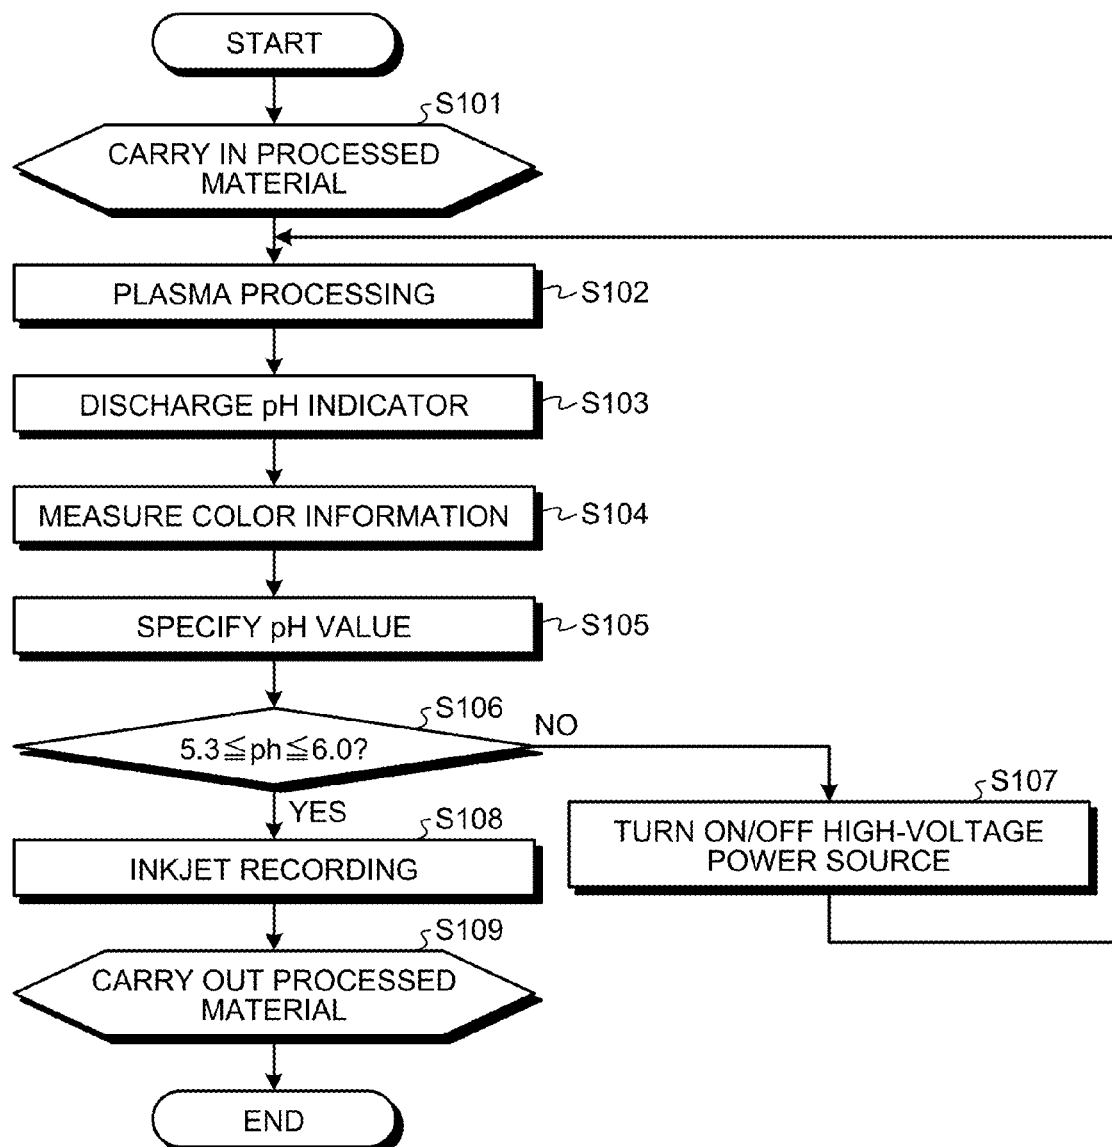 START
S101
CARRY IN PROCESSED
MATERIAL
PLASMA PROCESSING
S102
DISCHARGE pH INDICATOR
S103
MEASURE COLOR INFORMATION
S104
SPECIFY pH VALUE
S105
S106
5.3≦ph≦6.0?
NO
YES
S107
TURN ON/OFF HIGH-VOLTAGE
POWER SOURCE
S108
INKJET RECORDING
S109
CARRY OUT PROCESSED
MATERIAL
END